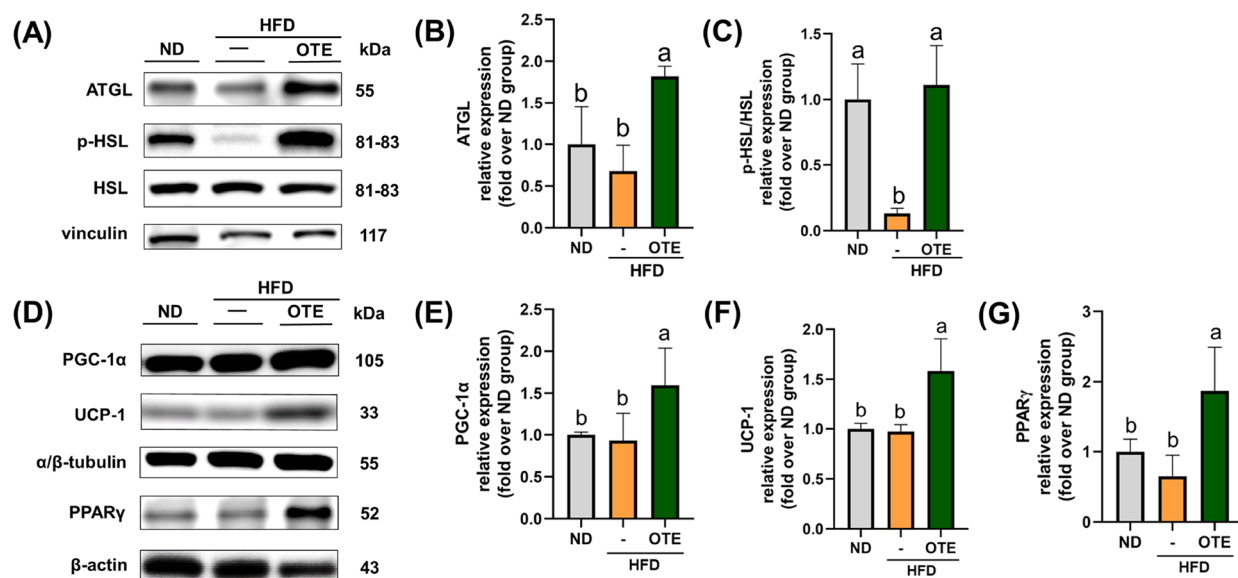 (A)
HFD
ND — OTE kDa
ATGL 55
p-HSL 81-83
HSL 81-83
vinculin 117
(B)
ATGL
relative expression
(fold over ND group)
2.5
2.0
1.5
1.0
0.5
0.0
b b a
ND - OTE
HFD
(C)
p-HSL/HSL
relative expression
(fold over ND group)
1.5
1.0
0.5
0.0
a b a
ND - OTE
HFD
(D)
HFD
ND — OTE kDa
PGC-1α 105
UCP-1 33
α/β-tubulin 55
PPARγ 52
β-actin 43
(E)
PGC-1α
relative expression
(fold over ND group)
2.5
2.0
1.5
1.0
0.5
0.0
b b a
ND - OTE
HFD
(F)
UCP-1
relative expression
(fold over ND group)
2.0
1.5
1.0
0.5
0.0
b b a
ND - OTE
HFD
(G)
PPARγ
relative expression
(fold over ND group)
3
2
1
0
b b a
ND - OTE
HFD